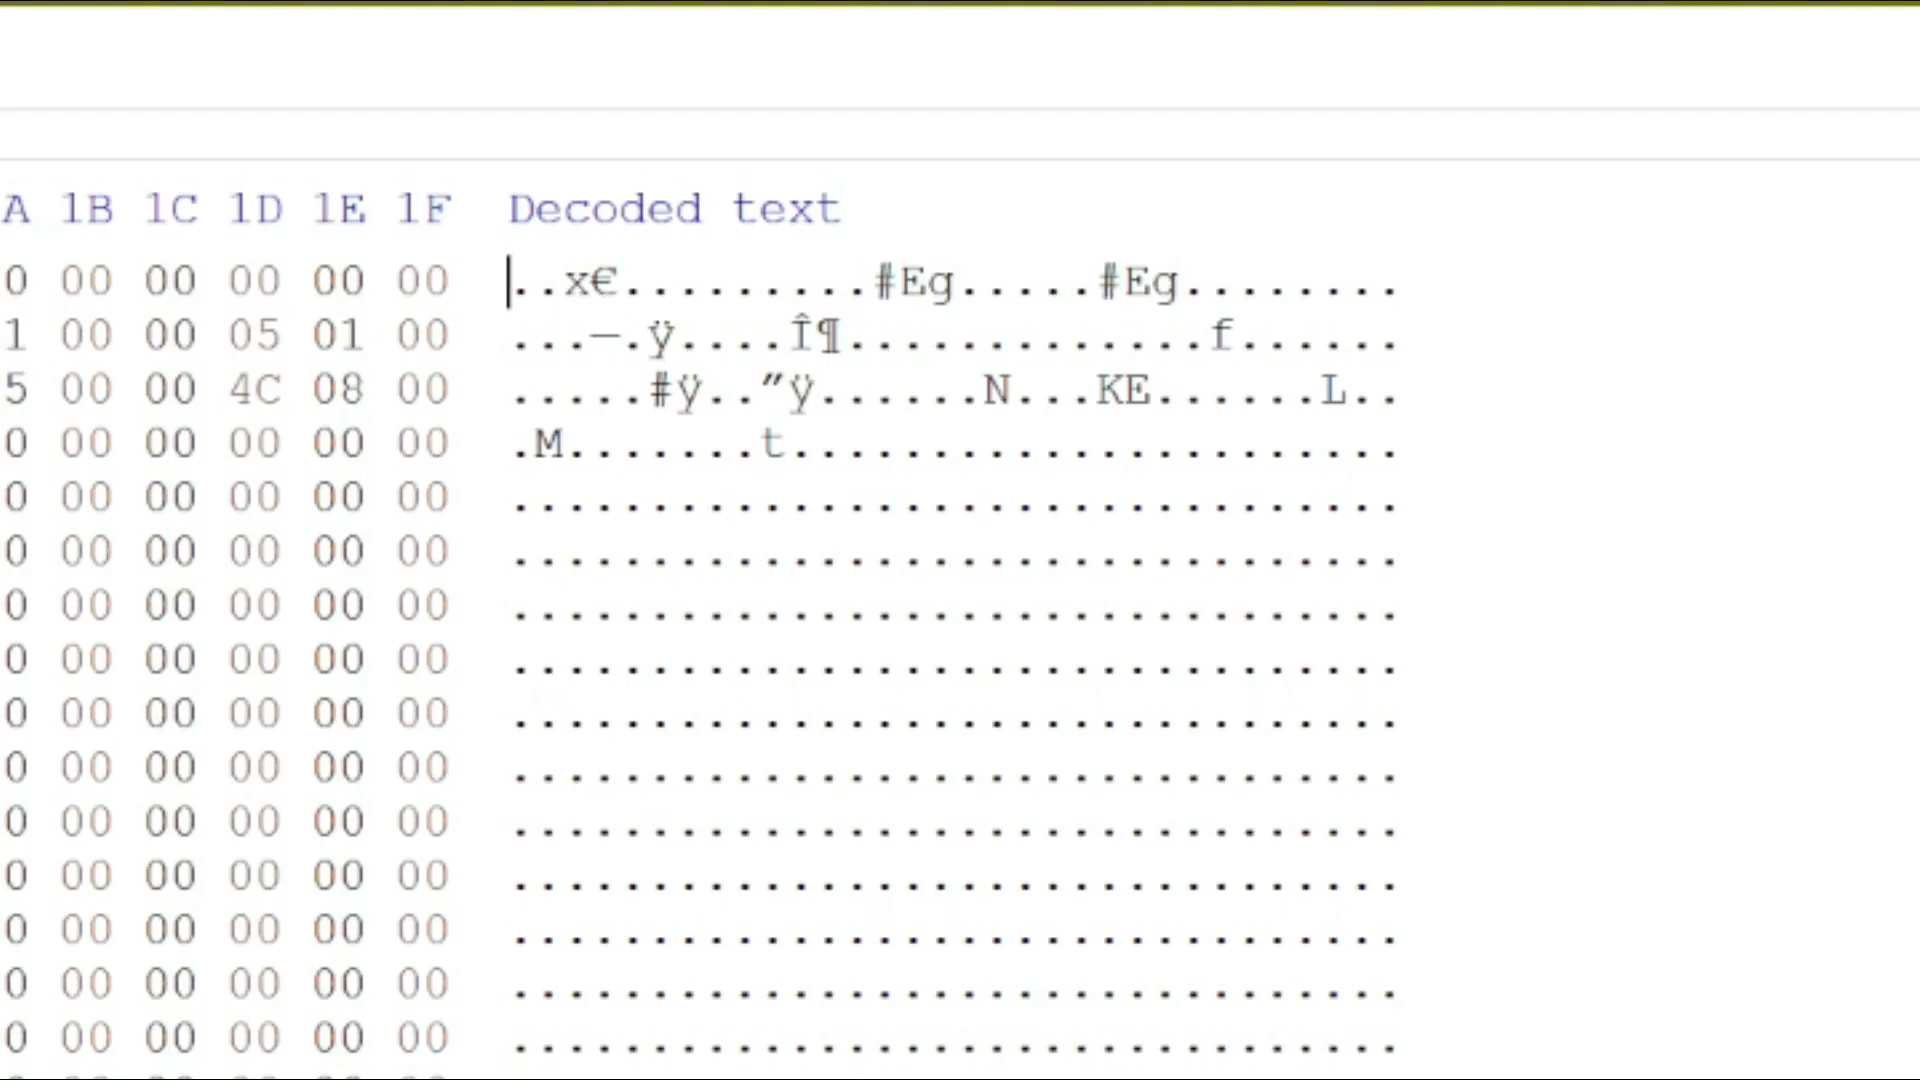 A 1B 1C 1D 1E 1F Decoded text
0 00 00 00 00 00 ..x€.........#Eg.....#Eg........
1 00 00 05 01 00 ...—.ÿ....Î¶.............f......
5 00 00 4C 08 00 .....#ÿ..”ÿ......N...KE......L..
0 00 00 00 00 00 .M.......t......................
0 00 00 00 00 00 ................................
0 00 00 00 00 00 ................................
0 00 00 00 00 00 ................................
0 00 00 00 00 00 ................................
0 00 00 00 00 00 ................................
0 00 00 00 00 00 ................................
0 00 00 00 00 00 ................................
0 00 00 00 00 00 ................................
0 00 00 00 00 00 ................................
0 00 00 00 00 00 ................................
0 00 00 00 00 00 ................................